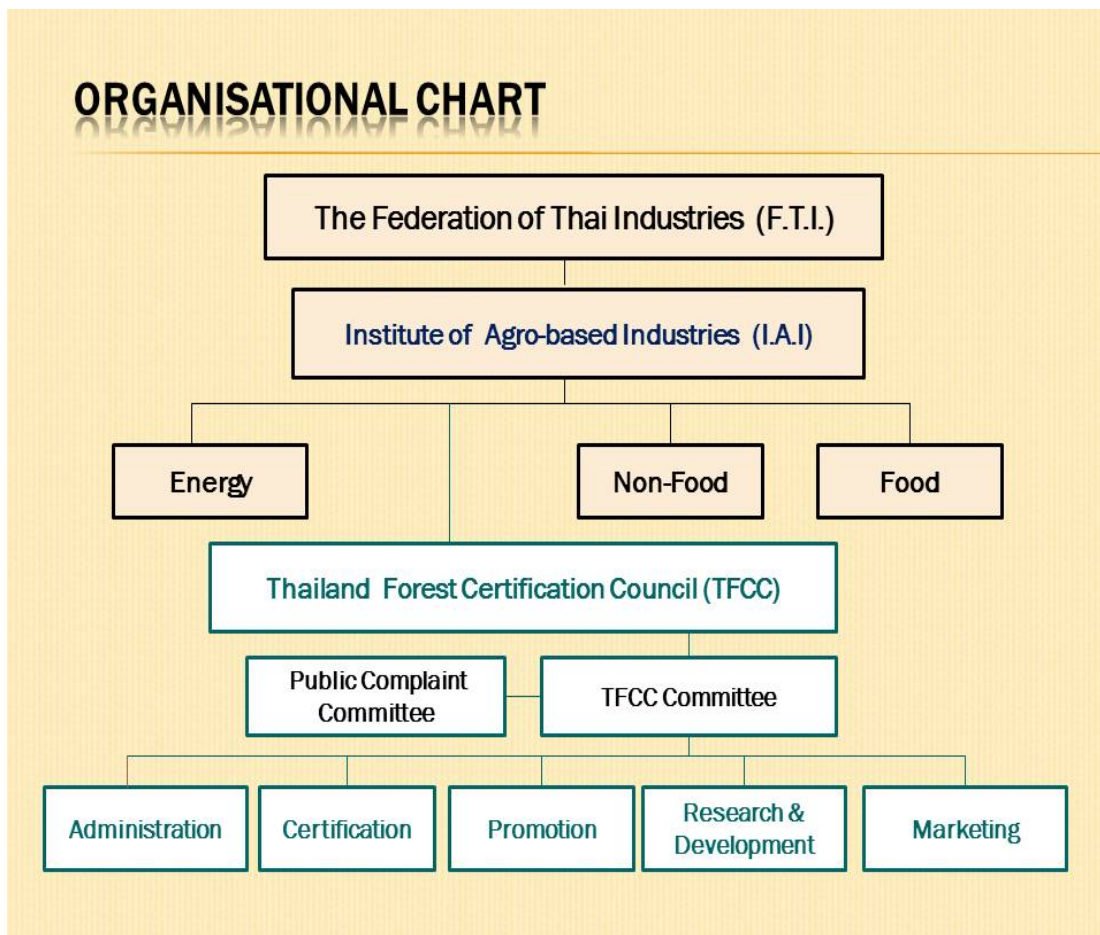 ORGANISATIONAL CHART
The Federation of Thai Industries (F.T.I.)
Institute of Agro-based Industries (I.A.I)
Energy
Non-Food
Food
Thailand Forest Certification Council (TFCC)
Public Complaint
Committee
TFCC Committee
Administration
Certification
Promotion
Research &
Development
Marketing